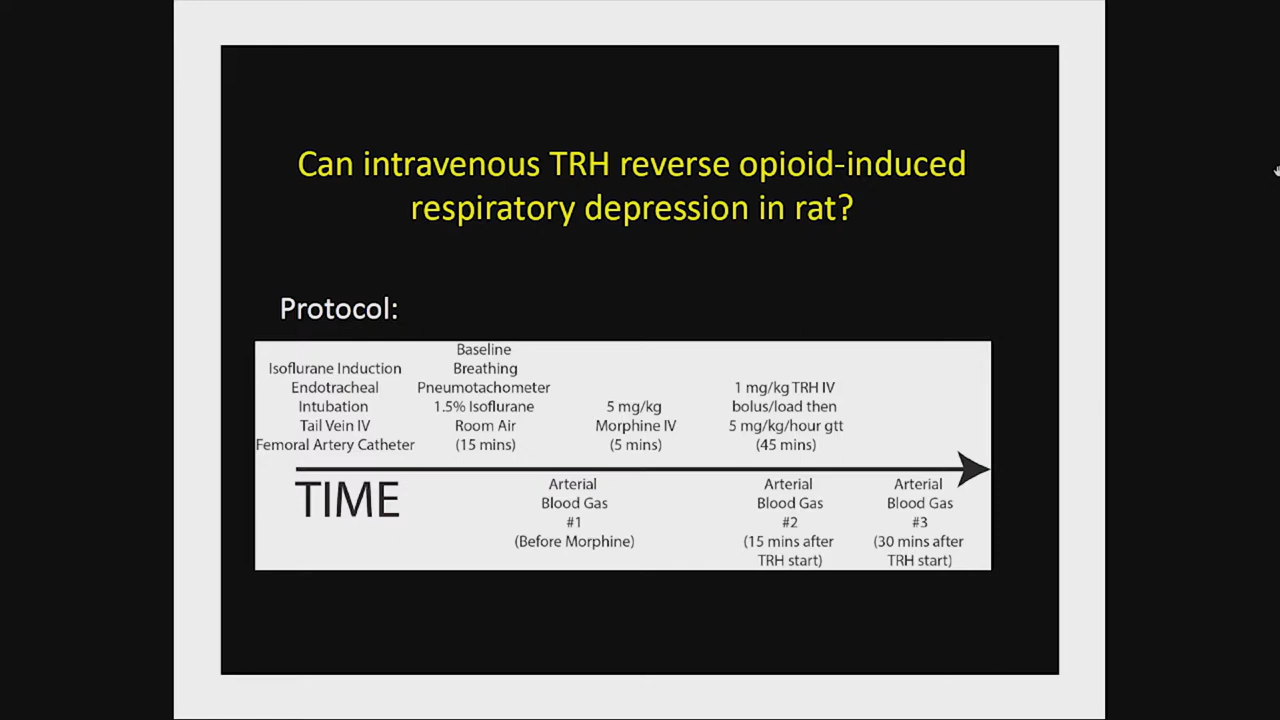 Can intravenous TRH reverse opioid-induced
respiratory depression in rat?
Protocol:
Isoflurane Induction
Endotracheal
Intubation
Tail Vein IV
Femoral Artery Catheter
Baseline
Breathing
Pneumotachometer
1.5% Isoflurane
Room Air
(15 mins)
5 mg/kg
Morphine IV
(5 mins)
1 mg/kg TRH IV
bolus/load then
5 mg/kg/hour gtt
(45 mins)
TIME
Arterial
Blood Gas
#1
(Before Morphine)
Arterial
Blood Gas
#2
(15 mins after
TRH start)
Arterial
Blood Gas
#3
(30 mins after
TRH start)